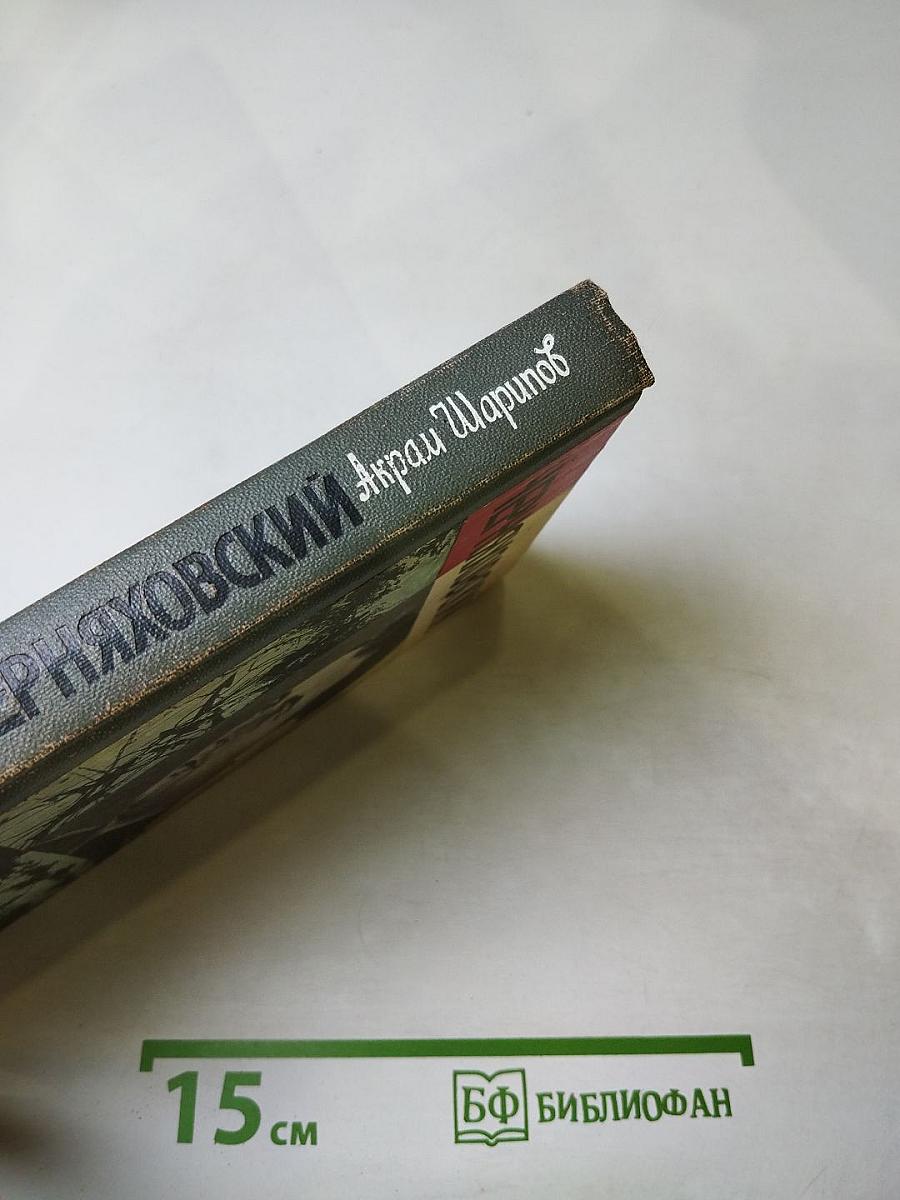 Акрам Шарипов
ЕРНЯХОВСКИЙ
15 см
БФ БИБЛИОФАН